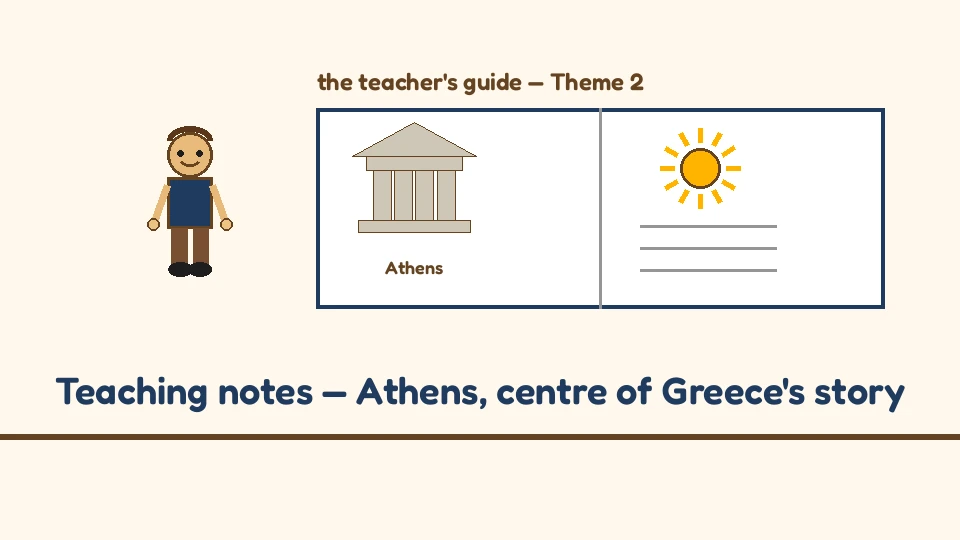 the teacher's guide — Theme 2
Athens
Teaching notes — Athens, centre of Greece's story